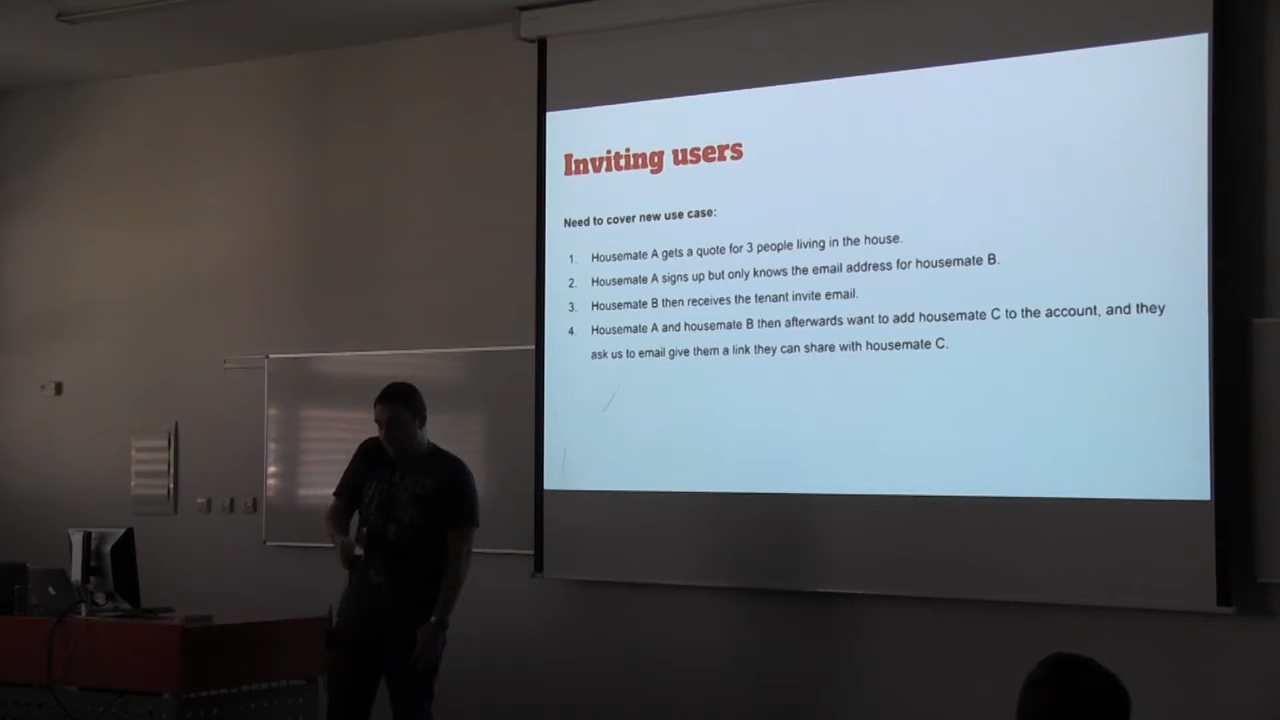 Inviting users
Need to cover new use case:
1. Housemate A gets a quote for 3 people living in the house.
2. Housemate A signs up but only knows the email address for housemate B.
3. Housemate B then receives the tenant invite email.
4. Housemate A and housemate B then afterwards want to add housemate C to the account, and they
ask us to email give them a link they can share with housemate C.